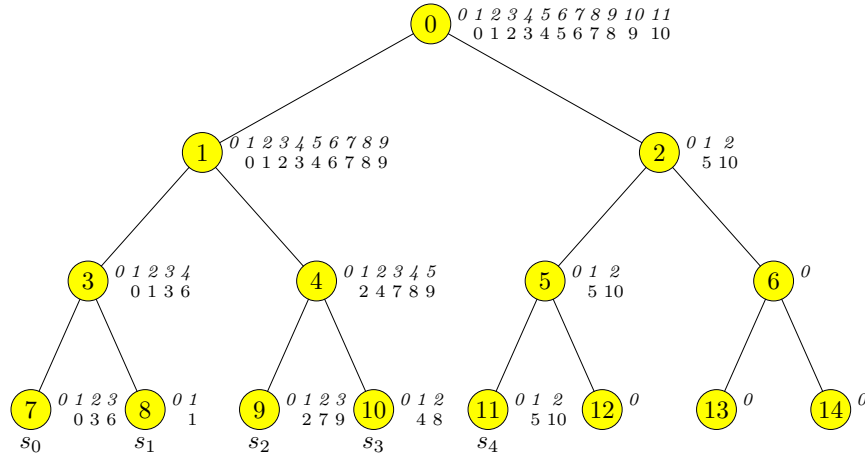 0 0 1 2 3 4 5 6 7 8 9 10 11
0 1 2 3 4 5 6 7 8 9 10
1 0 1 2 3 4 5 6 7 8 9
0 1 2 3 4 6 7 8 9
2 0 1 2
5 10
3 0 1 2 3 4
0 1 3 6
4 0 1 2 3 4 5
2 4 7 8 9
5 0 1 2
5 10
6 0
7 0 1 2 3
0 3 6
s₀
8 0 1
1
s₁
9 0 1 2 3
2 7 9
s₂
10 0 1 2
4 8
s₃
11 0 1 2
5 10
s₄
12 0
13 0
14 0